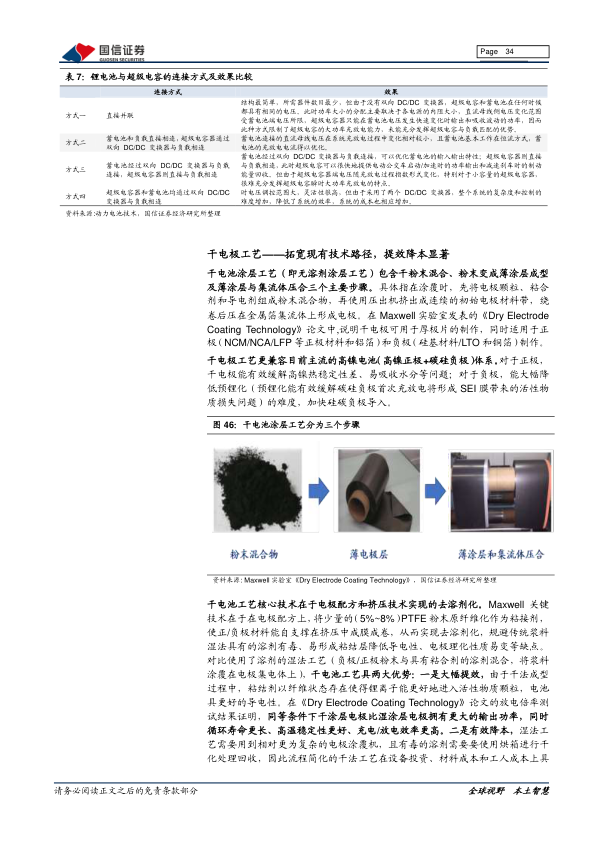 国信证券
GUOSEN SECURITIES
Page 34
表 7：锂电池与超级电容的连接方式及效果比较
连接方式 效果
方式一 直接并联 结构最简单，所需器件数目最少，但由于没有双向 DC/DC 变换器，超级电容和蓄电池在任何时候
都具有相同的电压。此时功率大小的分配主要取决于各电源的内阻大小，直流母线侧电压变化范围
受蓄电池端电压所限，超级电容器只能在蓄电池电压发生快速变化时输出和吸收波动的功率，因而
此种方式限制了超级电容的大功率充放电能力，未能充分发挥超级电容与负载匹配的优势。
方式二 蓄电池和负载直接相连，超级电容器通过
双向 DC/DC 变换器与负载相连
蓄电池连接的直流母线电压在系统充放电过程中变化相对较小，且蓄电池基本工作在恒流方式，蓄
电池的充放电电流得以优化。
方式三 蓄电池经过双向 DC/DC 变换器与负载
连接，超级电容器则直接与负载相连
蓄电池经过双向 DC/DC 变换器与负载连接，可以优化蓄电池的输入输出特性；超级电容器则直接
与负载相连，此时超级电容可以很好地提供电动公交车启动/加速时的功率输出和减速刹车时的制动
能量回收。但由于超级电容器端电压随充放电过程指数形式变化，特别对于小容量的超级电容器，
很难充分发挥超级电容瞬时大功率充放电的特点。
方式四 超级电容器和蓄电池均通过双向 DC/DC
变换器与负载相连
时电压调控范围大，灵活性很高，但由于采用了两个 DC/DC 变换器，整个系统的复杂度和控制的
难度增加，降低了系统的效率，系统的成本也相应增加。
资料来源:动力电池技术，国信证券经济研究所整理
干电极工艺——拓宽现有技术路径，提效降本显著
干电池涂层工艺（即无溶剂涂层工艺）包含干粉末混合、粉末变成薄涂层成型
及薄涂层与集流体压合三个主要步骤。具体指在涂覆时，先将电极颗粒、粘合
剂和导电剂组成粉末混合物，再使用压出机挤出成连续的初始电极材料带，绕
卷后压在金属箔集流体上形成电极。在 Maxwell 实验室发表的《Dry Electrode
Coating Technology》论文中,说明干电极可用于厚极片的制作，同时适用于正
极（NCM/NCA/LFP 等正极材料和铝箔）和负极（硅基材料/LTO 和铜箔）制作。
干电极工艺更兼容目前主流的高镍电池（高镍正极+碳硅负极）体系。对于正极，
干电极能有效缓解高镍热稳定性差、易吸收水分等问题；对于负极，能大幅降
低预锂化（预锂化能有效缓解碳硅负极首次充放电将形成 SEI 膜带来的活性物
质损失问题）的难度，加快硅碳负极导入。
图 46：干电池涂层工艺分为三个步骤
粉末混合物 薄电极层 薄涂层和集流体压合
资料来源: Maxwell 实验室《Dry Electrode Coating Technology》，国信证券经济研究所整理
干电池工艺核心技术在于电极配方和挤压技术实现的去溶剂化。Maxwell 关键
技术在于在电极配方上,将少量的（5%~8%）PTFE 粉末原纤维化作为粘接剂，
使正/负极材料能自支撑在挤压中成膜成卷，从而实现去溶剂化，规避传统浆料
湿法具有的溶剂有毒、易形成粘结层降低导电性、电极理化性质易变等缺点。
对比使用了溶剂的湿法工艺（负极/正极粉末与具有粘合剂的溶剂混合，将浆料
涂覆在电极集电体上），干电池工艺具两大优势：一是大幅提效，由于干法成型
过程中，粘结剂以纤维状态存在使得锂离子能更好地进入活性物质颗粒，电池
具更好的导电性。在《Dry Electrode Coating Technology》论文的放电倍率测
试结果证明，同等条件下干涂层电极比湿涂层电极拥有更大的输出功率，同时
循环寿命更长、高温稳定性更好、充电/放电效率更高。二是有效降本，湿法工
艺需要用到相对更为复杂的电极涂覆机，且有毒的溶剂需要要使用烘箱进行干
化处理回收，因此流程简化的干法工艺在设备投资、材料成本和工人成本上具
请务必阅读正文之后的免责条款部分 全球视野 本土智慧